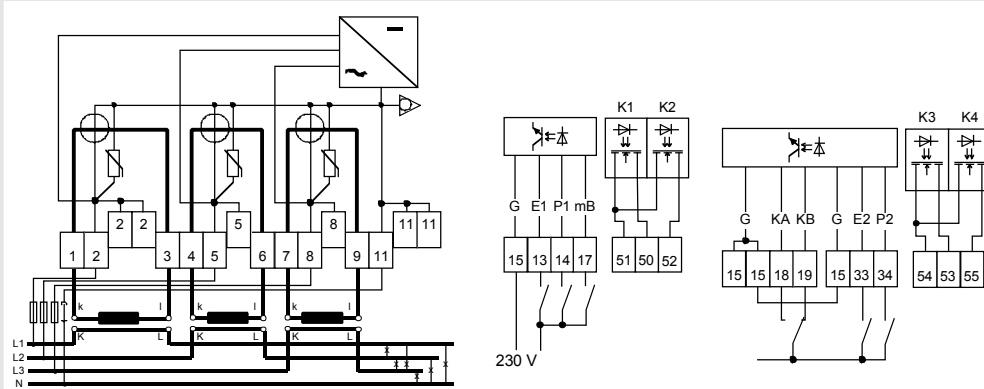 K1 K2
K3 K4
G E1 P1 mB
G KA KB G E2 P2
2 2 5 8 11 11
1 2 3 4 5 6 7 8 9 11
15 13 14 17
51 50 52
15 15 18 19 15 33 34
54 53 55
k l k l k l
K L K L K L
L1
L2
L3
N
230 V